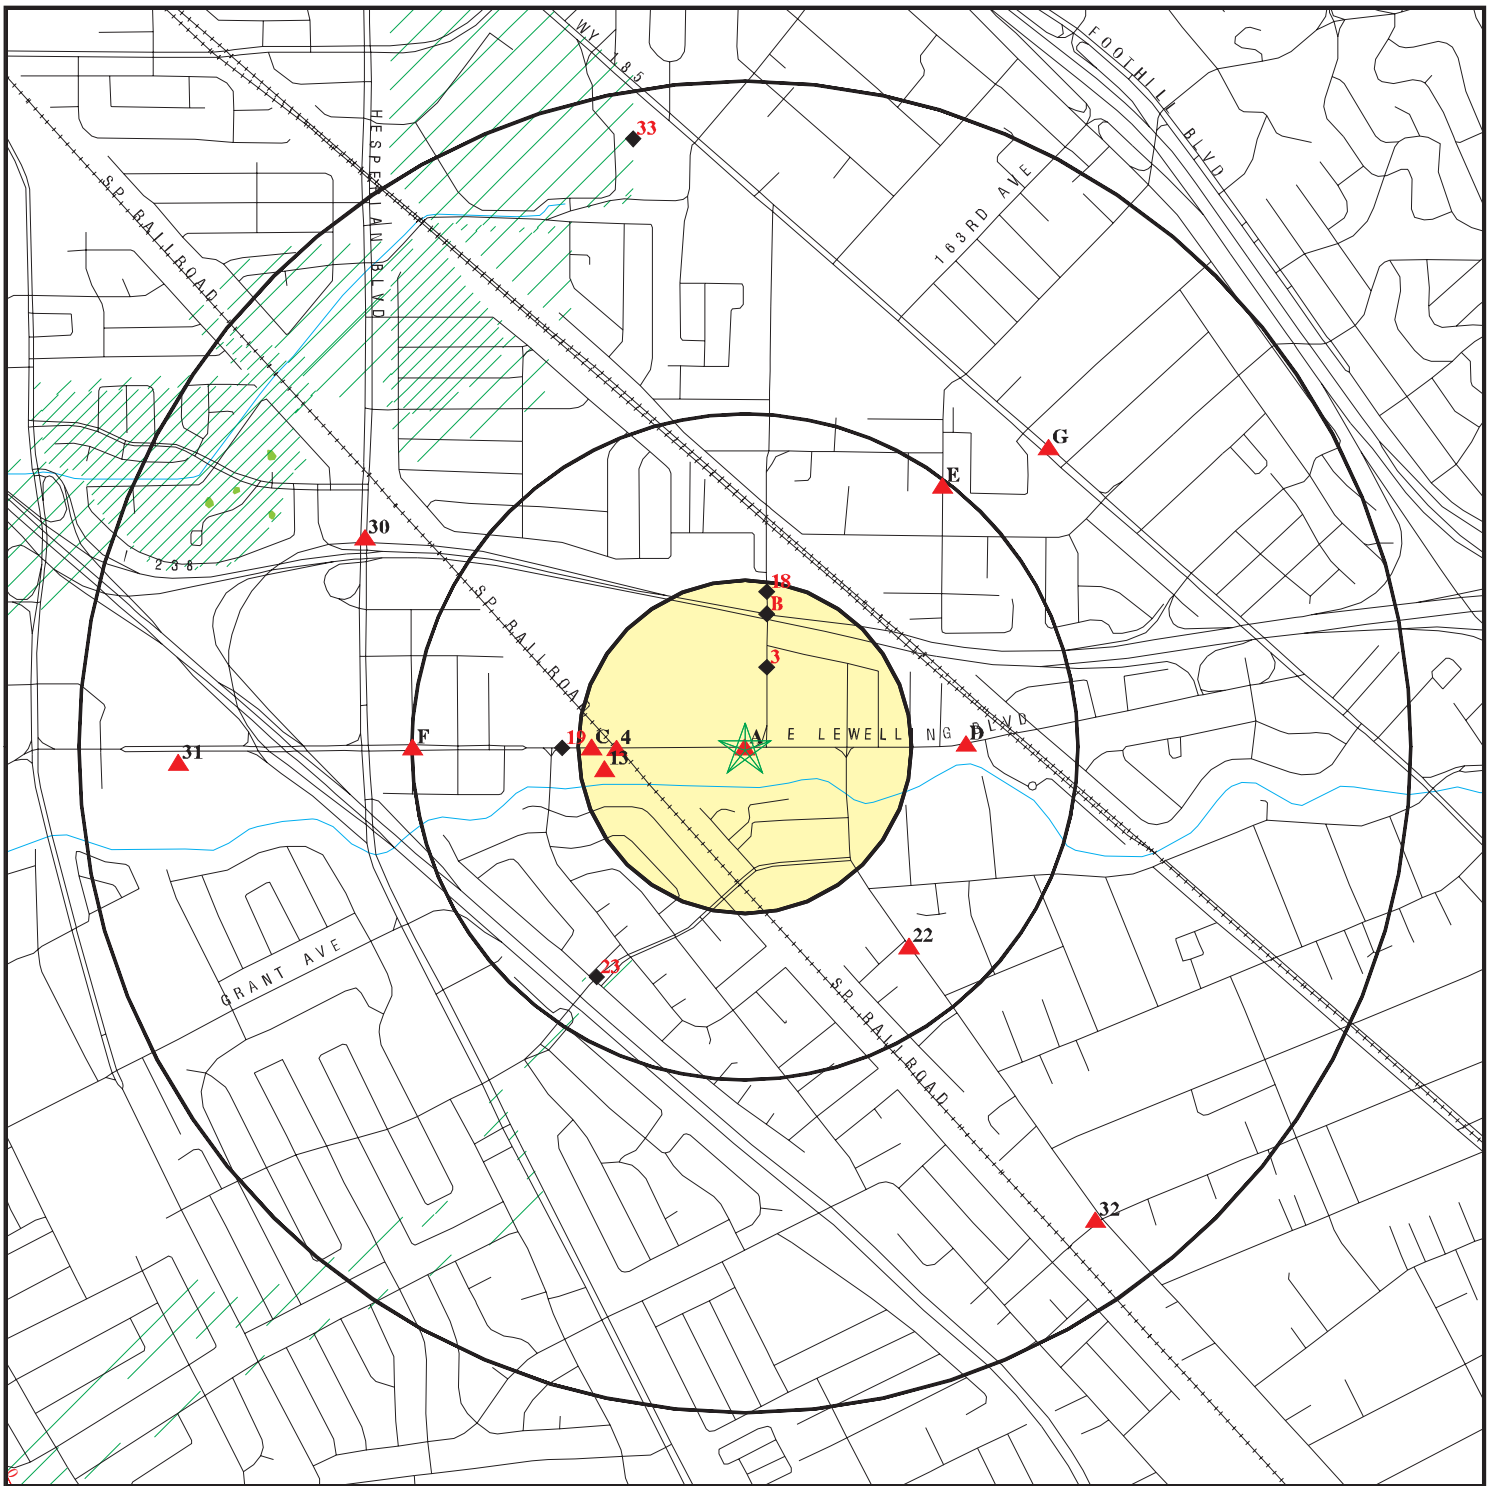 WY 185
FOOTHILL BLVD
HESPERIAN BLVD
33
163RD AVE
SP RAILROAD
G
E
30
I 238
18
B
SP RAILROAD
3
E LEWELLING BLVD
F
19
C
4
A
D
31
13
22
GRANT AVE
23
SP RAILROAD
32